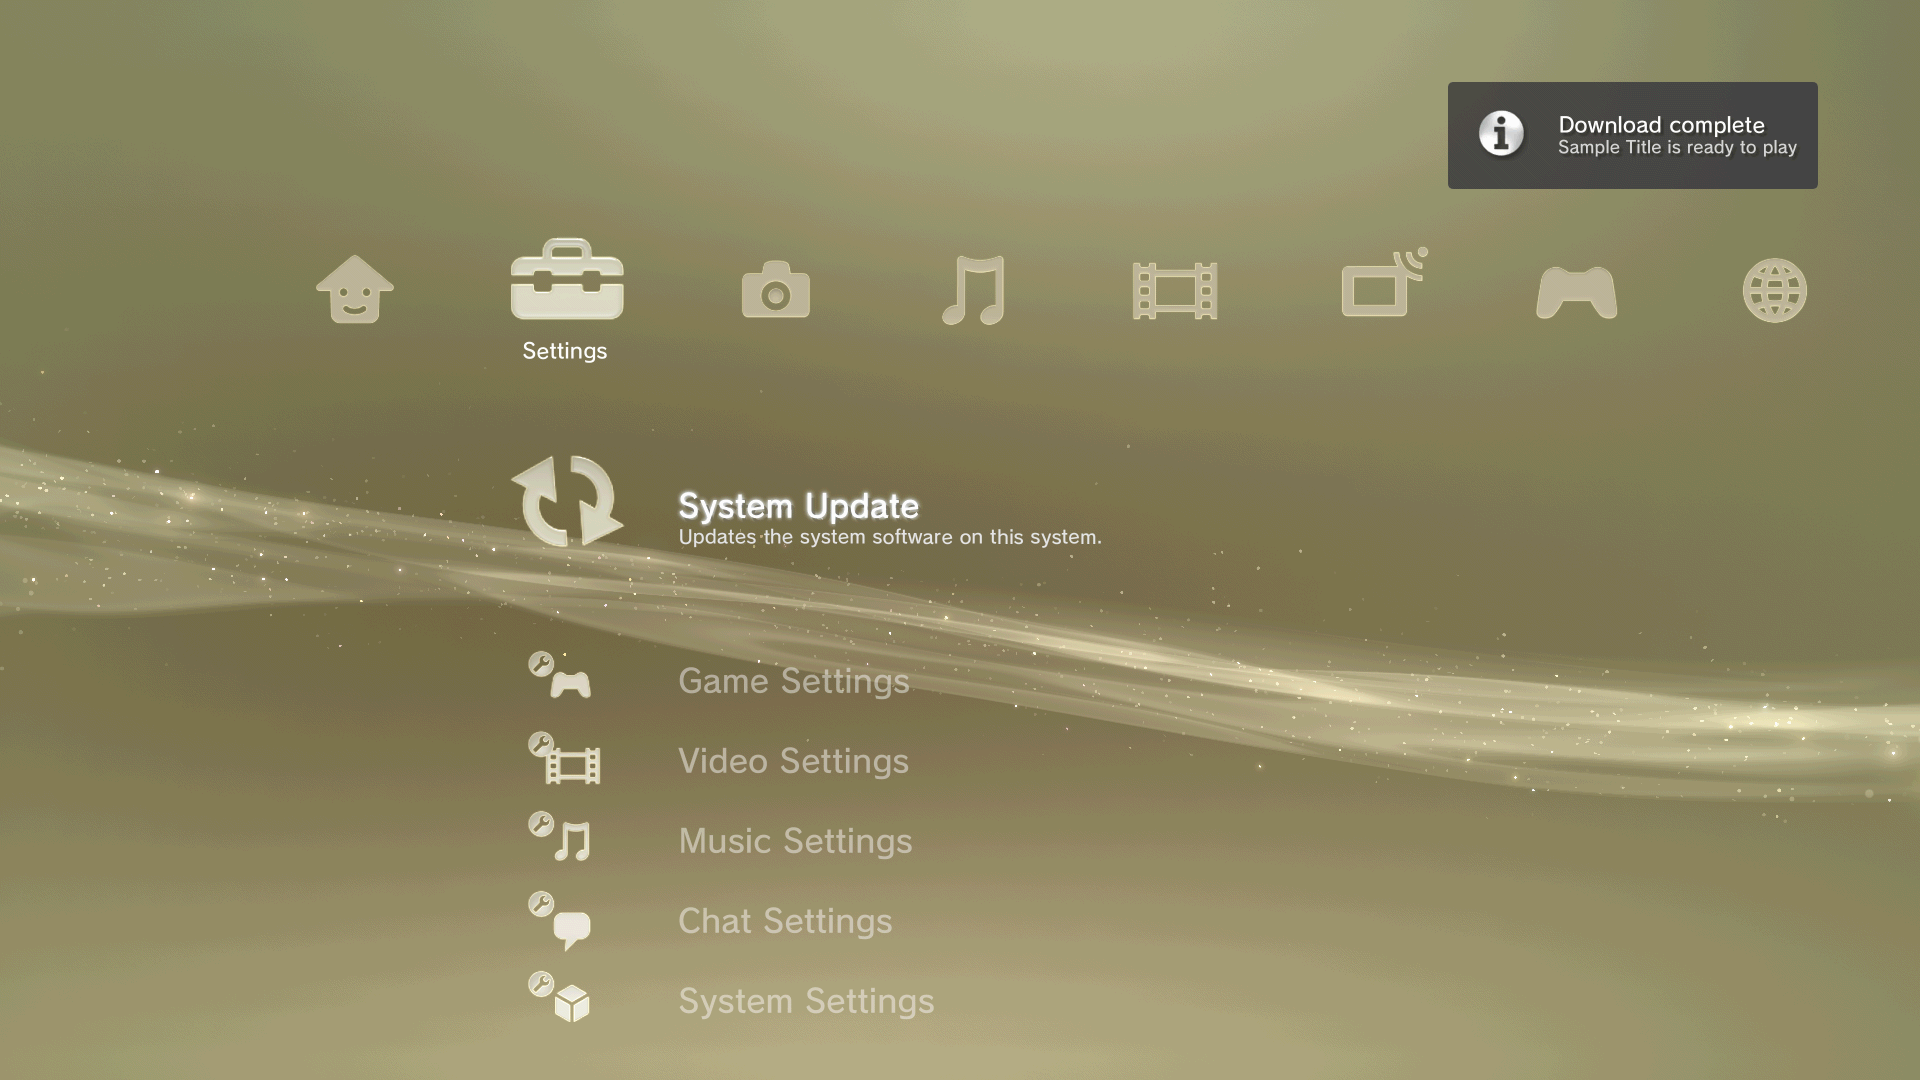 Download complete
Sample Title is ready to play
Settings
System Update
Updates the system software on this system.
Game Settings
Video Settings
Music Settings
Chat Settings
System Settings